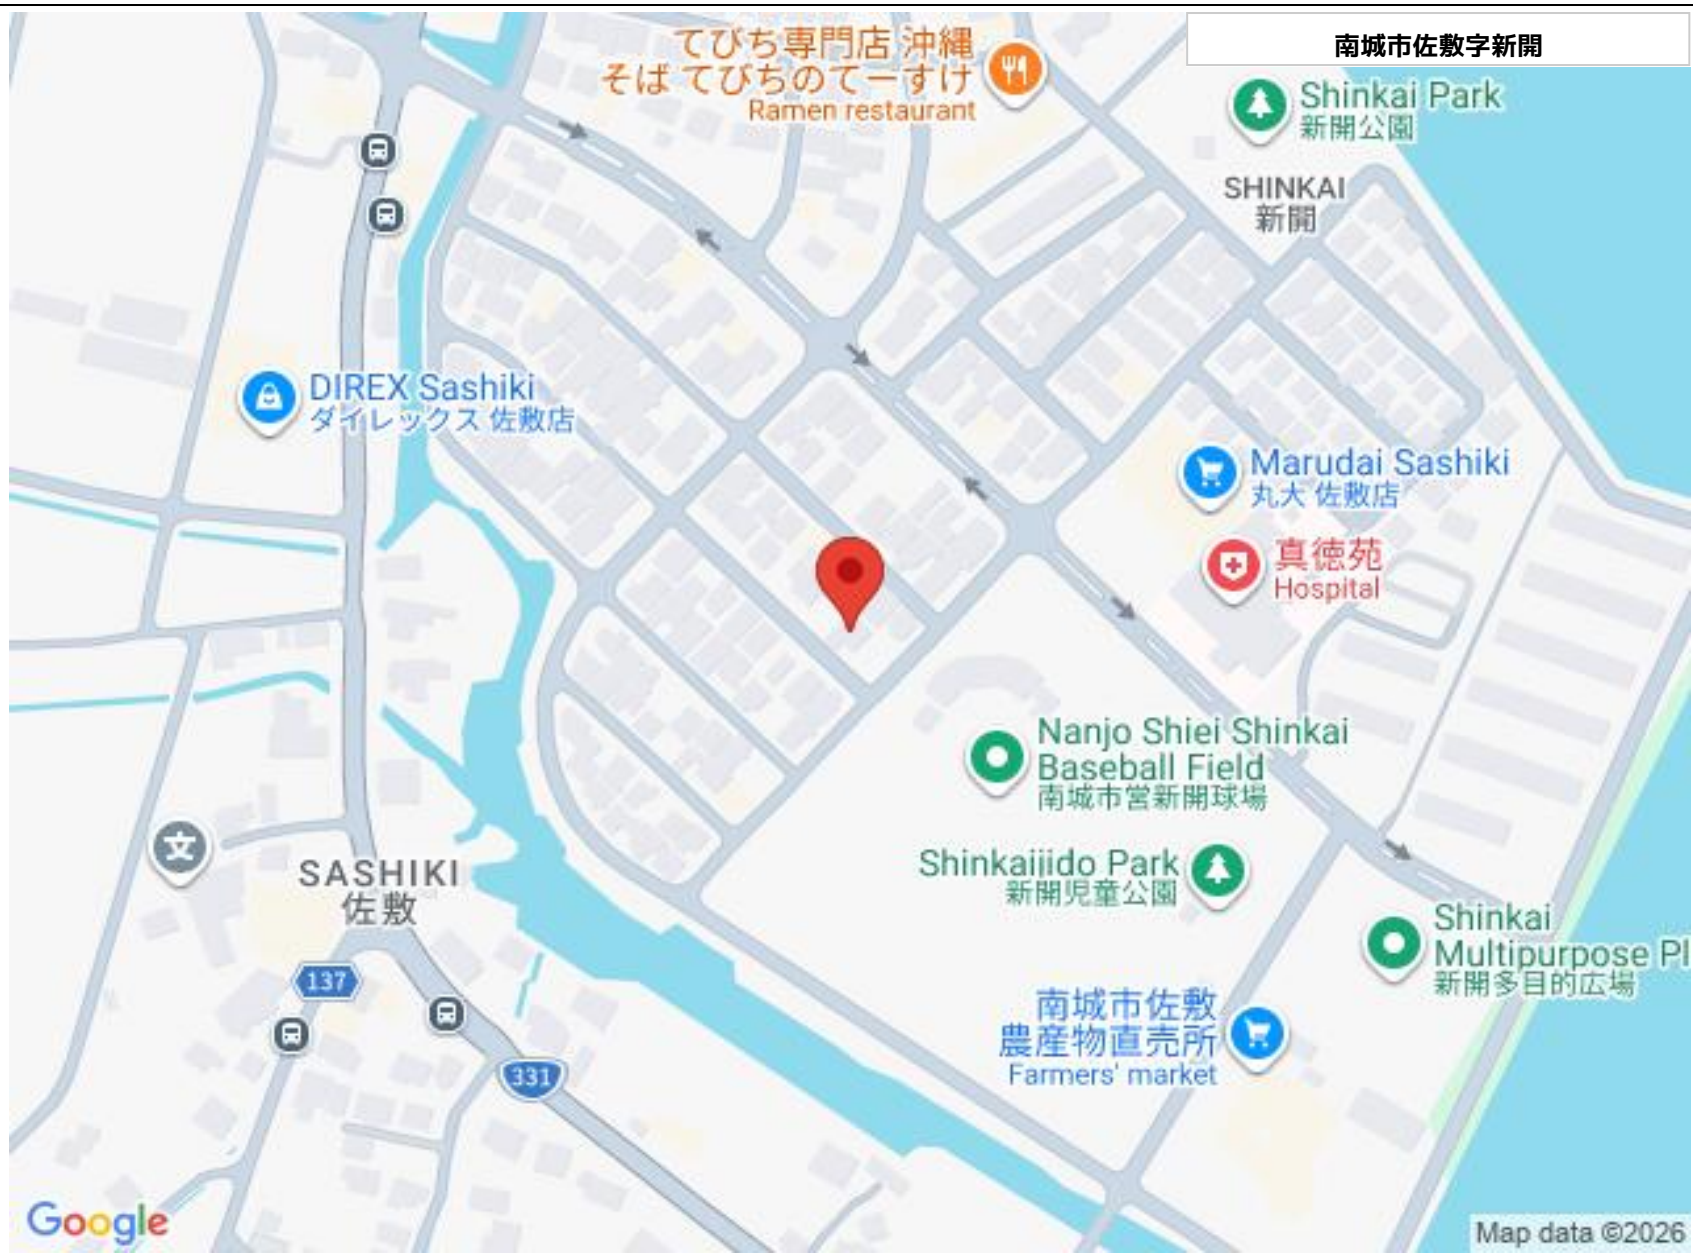 南城市佐敷字新開
てびち専門店 沖縄
そば てびちのてーすけ
Ramen restaurant
Shinkai Park
新開公園
SHINKAI
新開
DIREX Sashiki
ダイレックス 佐敷店
Marudai Sashiki
丸大 佐敷店
真徳苑
Hospital
Nanjo Shiei Shinkai
Baseball Field
南城市営新開球場
文
SASHIKI
佐敷
Shinkaijido Park
新開児童公園
Shinkai
Multipurpose Pl
新開多目的広場
137
南城市佐敷
農産物直売所
Farmers' market
331
Google
Map data ©2026